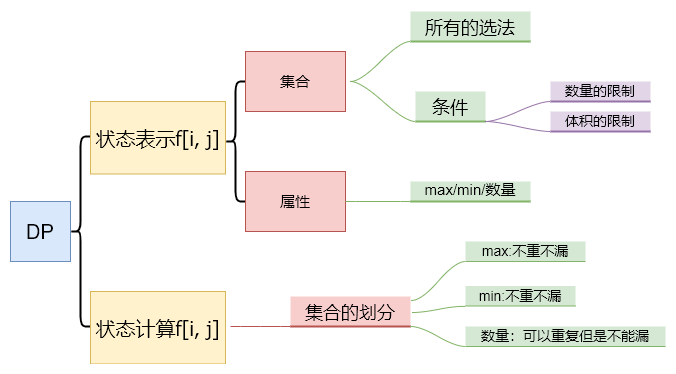 DP
状态表示f[i, j]
集合
所有的选法
条件
数量的限制
体积的限制
属性
max/min/数量
状态计算f[i, j]
集合的划分
max:不重不漏
min:不重不漏
数量：可以重复但是不能漏